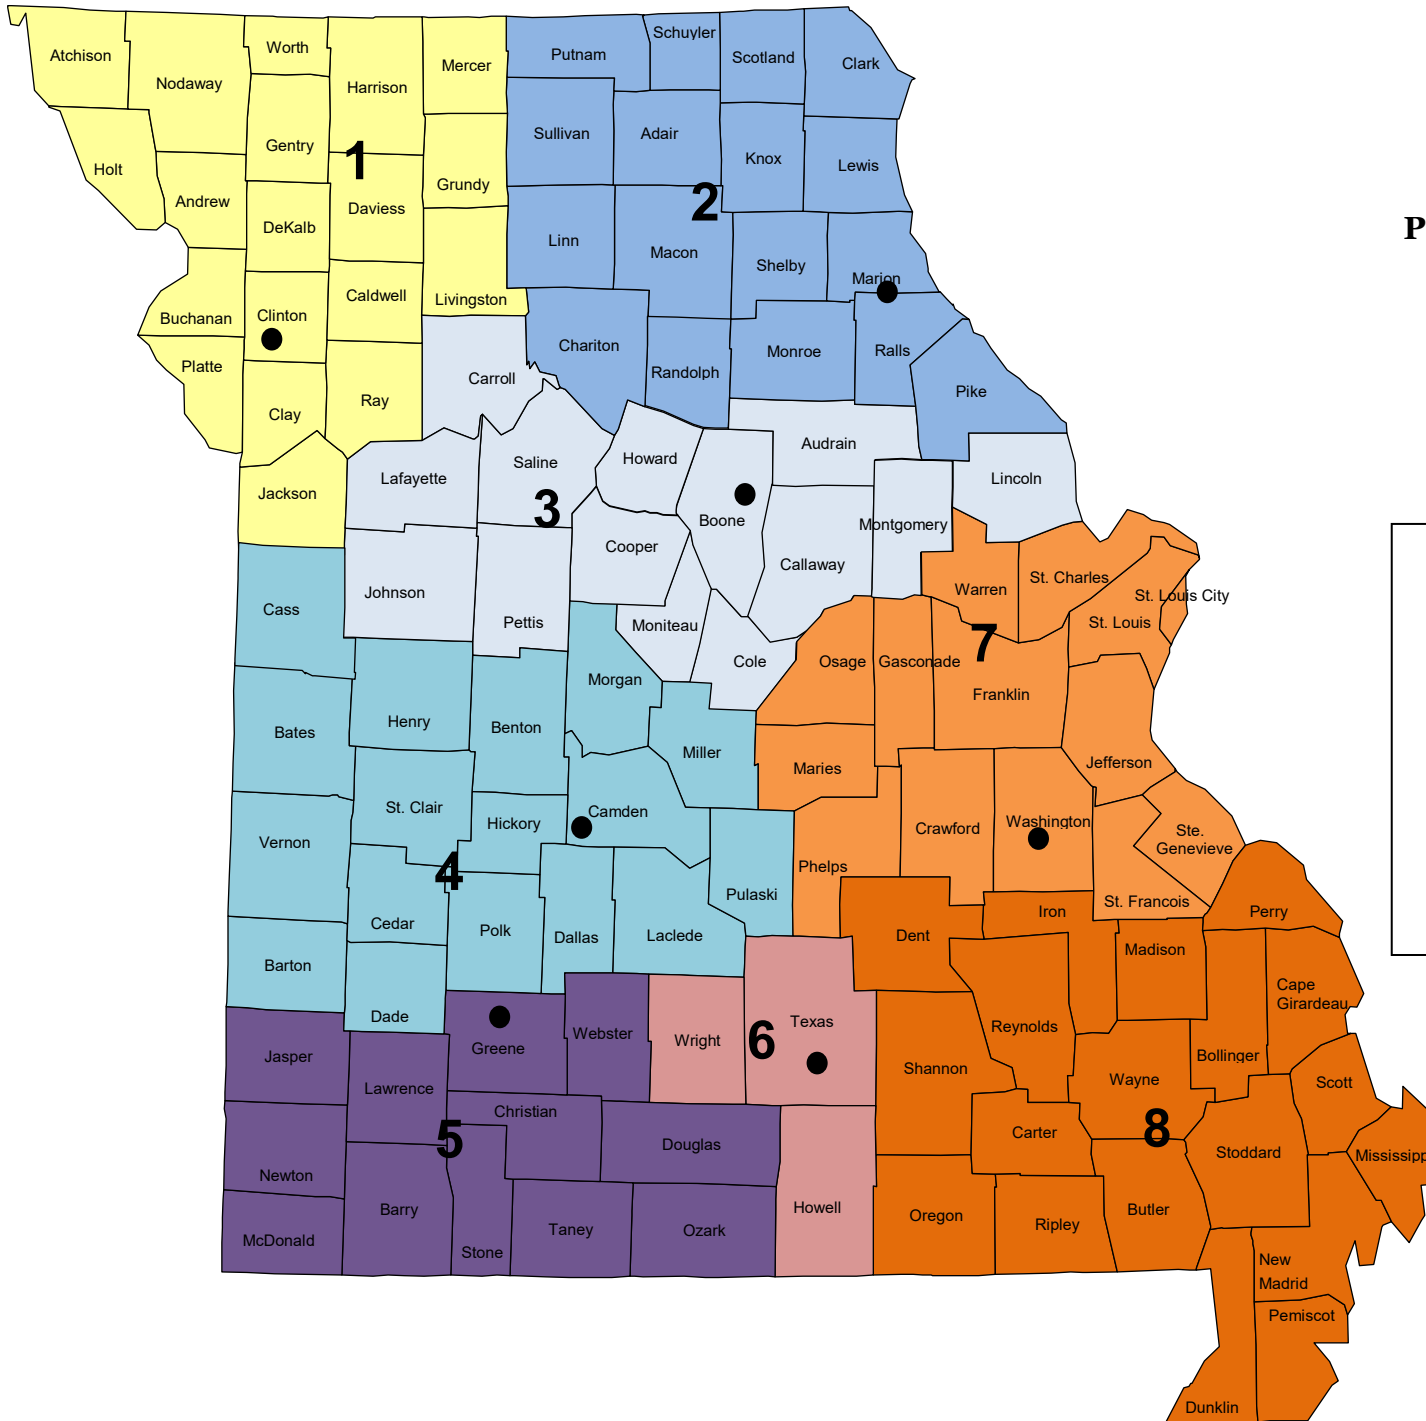 Atchison
Nodaway
Worth
Harrison
Mercer
Putnam
Schuyler
Scotland
Clark
Holt
Gentry
1
Sullivan
Adair
Knox
Lewis
Andrew
DeKalb
Daviess
Grundy
2
P
Linn
Macon
Shelby
Marion
Buchanan
Clinton
Caldwell
Livingston
Chariton
Randolph
Monroe
Ralls
Pike
Platte
Clay
Ray
Carroll
Audrain
Lafayette
Saline
Howard
Lincoln
Jackson
3
Boone
Montgomery
Cooper
Callaway
Cass
Johnson
Pettis
Moniteau
Cole
Warren
St. Charles
St. Louis City
St. Louis
7
Osage
Gasconade
Franklin
Morgan
Bates
Henry
Benton
Miller
Maries
Jefferson
St. Clair
Hickory
Camden
Crawford
Washington
Ste.
Genevieve
Vernon
4
Phelps
Pulaski
St. Francois
Cedar
Polk
Dallas
Laclede
Dent
Iron
Madison
Perry
Barton
Dade
Cape
Girardeau
Jasper
Lawrence
Greene
Webster
Wright
6
Texas
Reynolds
Shannon
Wayne
Bollinger
Scott
Christian
5
Douglas
Carter
8
Stoddard
Mississipp
Newton
Barry
McDonald
Stone
Taney
Ozark
Howell
Oregon
Ripley
Butler
New
Madrid
Pemiscot
Dunklin